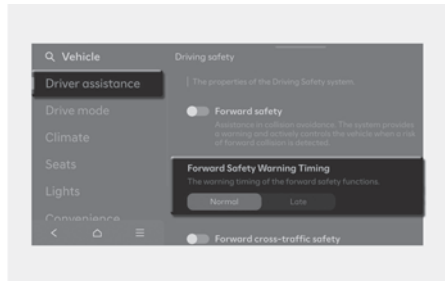 Vehicle
Driver assistance
Drive mode
Climate
Seats
Lights
Convenience
Driving safety
The properties of the Driving Safety system.
Forward safety
Assistance in collision avoidance. The system provides
a warning and actively controls the vehicle when a risk
of forward collision is detected.
Forward Safety Warning Timing
The warning timing of the forward safety functions.
Normal
Late
Forward cross-traffic safety